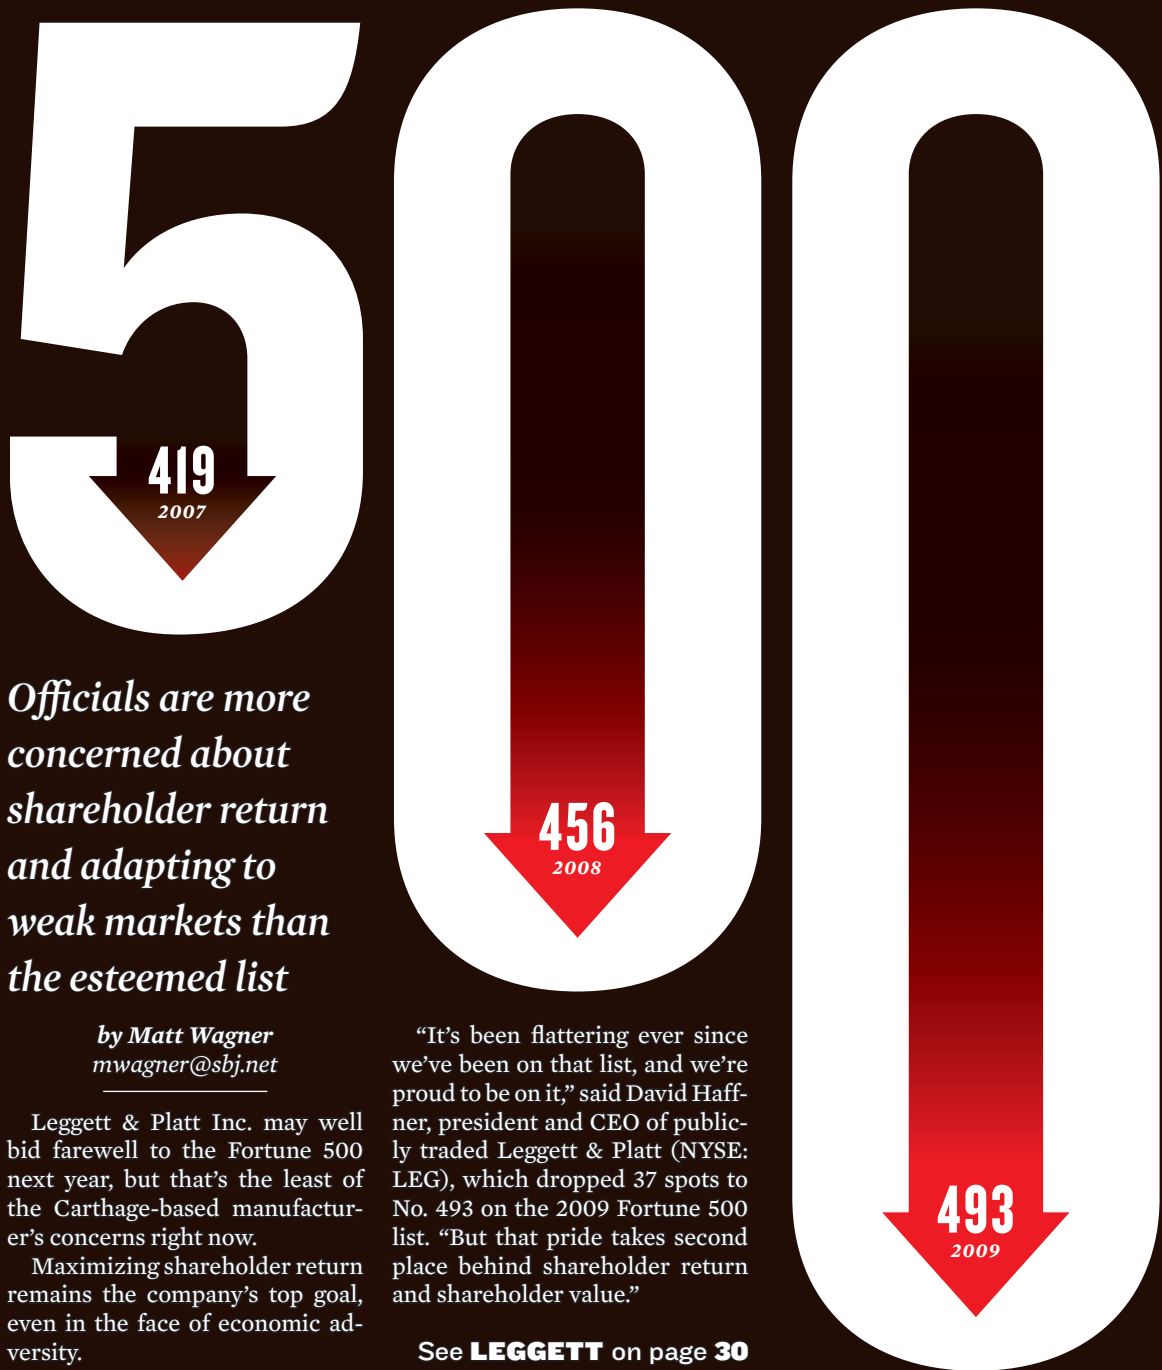 500
419
2007
456
2008
493
2009
Officials are more
concerned about
shareholder return
and adapting to
weak markets than
the esteemed list
by Matt Wagner
mwagner@sbj.net
Leggett & Platt Inc. may well
bid farewell to the Fortune 500
next year, but that’s the least of
the Carthage-based manufactur-
er’s concerns right now.
Maximizing shareholder return
remains the company’s top goal,
even in the face of economic ad-
versity.
“It’s been flattering ever since
we’ve been on that list, and we’re
proud to be on it,” said David Haff-
ner, president and CEO of public-
ly traded Leggett & Platt (NYSE:
LEG), which dropped 37 spots to
No. 493 on the 2009 Fortune 500
list. “But that pride takes second
place behind shareholder return
and shareholder value.”
See LEGGETT on page 30